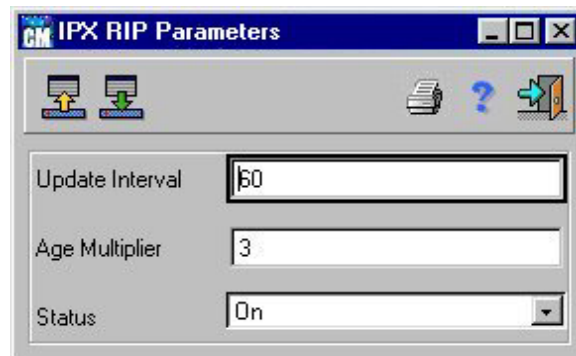 CM IPX RIP Parameters
?
Update Interval 60
Age Multiplier 3
Status On